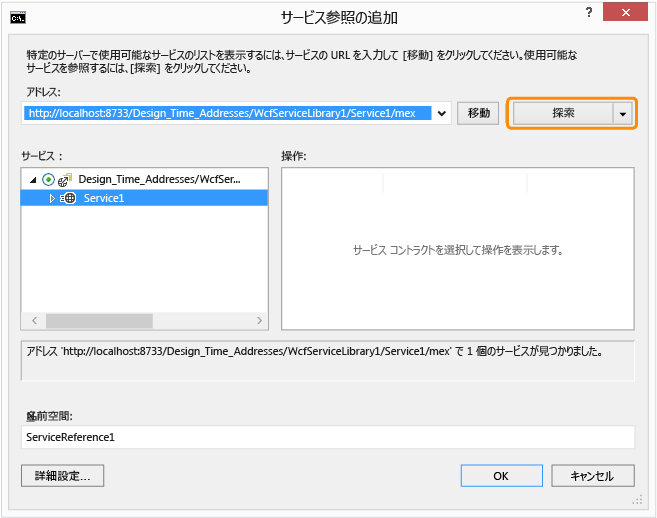 サービス参照の追加
特定のサーバーで使用可能なサービスのリストを表示するには、サービスの URL を入力して [移動] をクリックしてください。使用可能な
サービスを参照するには、[探索] をクリックしてください。
アドレス:
http://localhost:8733/Design_Time_Addresses/WcfServiceLibrary1/Service1/mex 移動 探索
サービス : 操作:
Design_Time_Addresses/WcfSer...
Service1
サービス コントラクトを選択して操作を表示します。
アドレス 'http://localhost:8733/Design_Time_Addresses/WcfServiceLibrary1/Service1/mex' で 1 個のサービスが見つかりました。
名前空間:
ServiceReference1
詳細設定... OK キャンセル